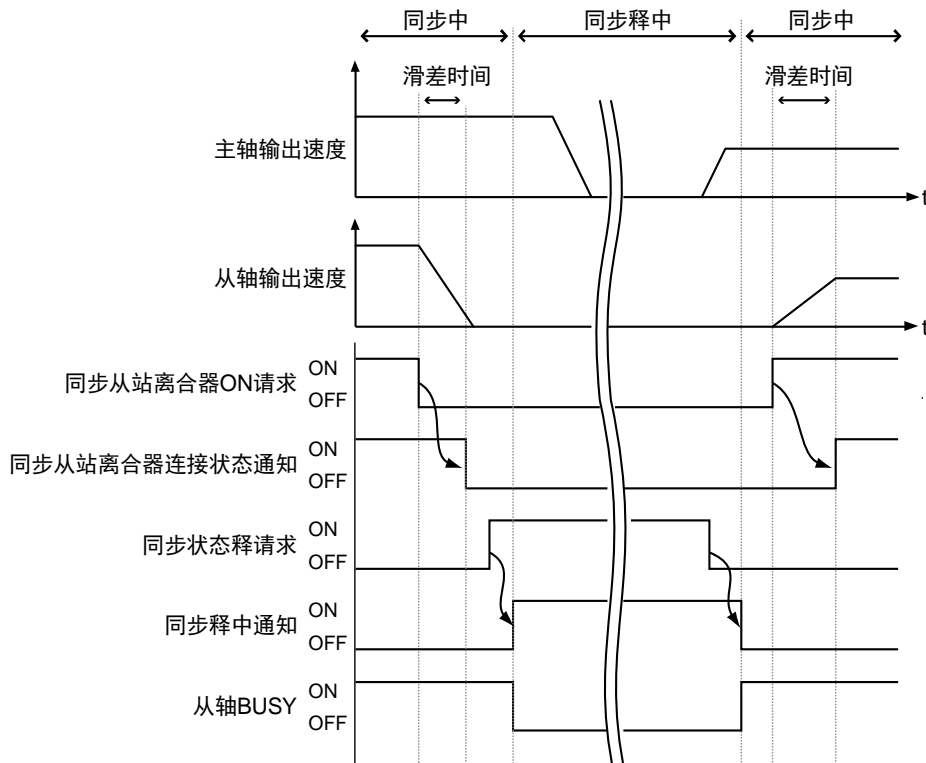 同步中 同步释中 同步中
滑差时间 滑差时间
主轴输出速度
t
从轴输出速度
t
同步从站离合器ON请求 ON
OFF
同步从站离合器连接状态通知 ON
OFF
同步状态释请求 ON
OFF
同步释中通知 ON
OFF
从轴BUSY ON
OFF